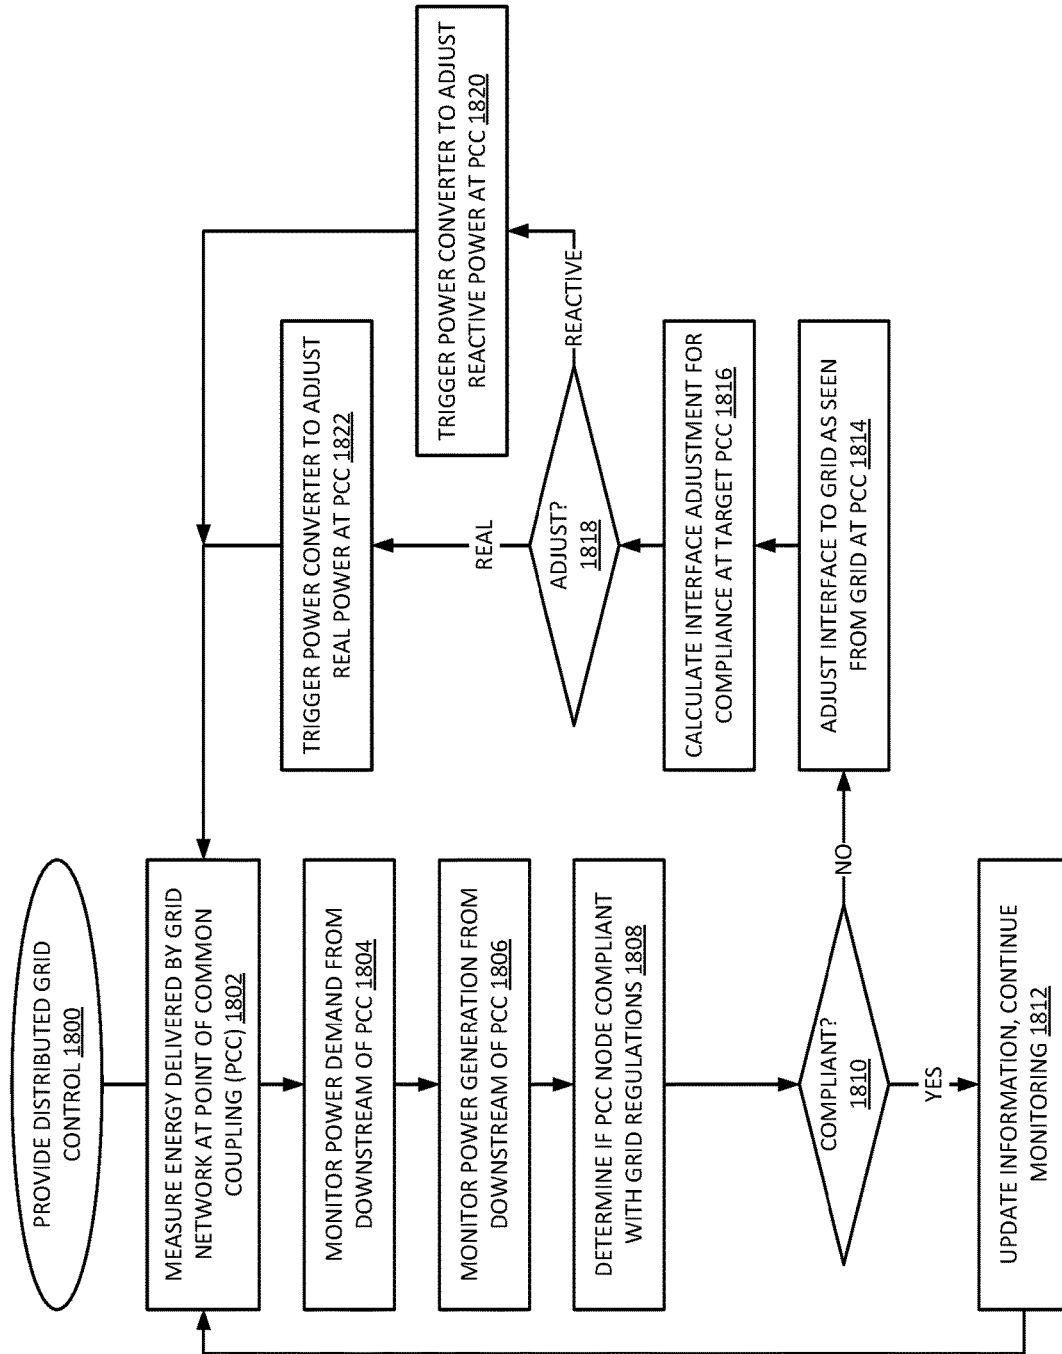 PROVIDE DISTRIBUTED GRID
CONTROL 1800
MEASURE ENERGY DELIVERED BY GRID
NETWORK AT POINT OF COMMON
COUPLING (PCC) 1802
MONITOR POWER DEMAND FROM
DOWNSTREAM OF PCC 1804
MONITOR POWER GENERATION FROM
DOWNSTREAM OF PCC 1806
DETERMINE IF PCC NODE COMPLIANT
WITH GRID REGULATIONS 1808
COMPLIANT?
1810
YES
NO
UPDATE INFORMATION, CONTINUE
MONITORING 1812
ADJUST INTERFACE TO GRID AS SEEN
FROM GRID AT PCC 1814
CALCULATE INTERFACE ADJUSTMENT FOR
COMPLIANCE AT TARGET PCC 1816
ADJUST?
1818
REAL
REACTIVE
TRIGGER POWER CONVERTER TO ADJUST
REAL POWER AT PCC 1822
TRIGGER POWER CONVERTER TO ADJUST
REACTIVE POWER AT PCC 1820